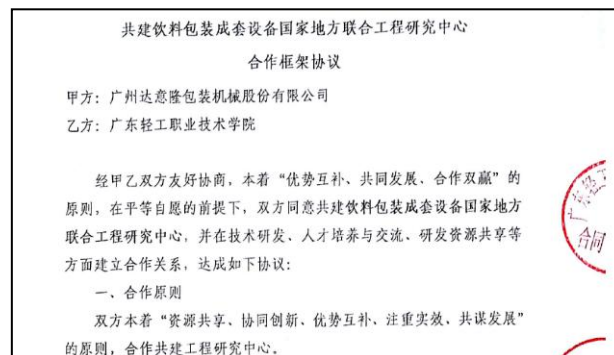 共建饮料包装成套设备国家地方联合工程研究中心
合作框架协议
甲方：广州达意隆包装机械股份有限公司
乙方：广东轻工职业技术学院
经甲乙双方友好协商，本着“优势互补、共同发展、合作双赢”的
原则，在平等自愿的前提下，双方同意共建饮料包装成套设备国家地方
联合工程研究中心，并在技术研发、人才培养与交流、研发资源共享等
方面建立合作关系，达成如下协议：
一、合作原则
双方本着“资源共享、协同创新、优势互补、注重实效、共谋发展”
的原则，合作共建工程研究中心。
广东轻工
合同